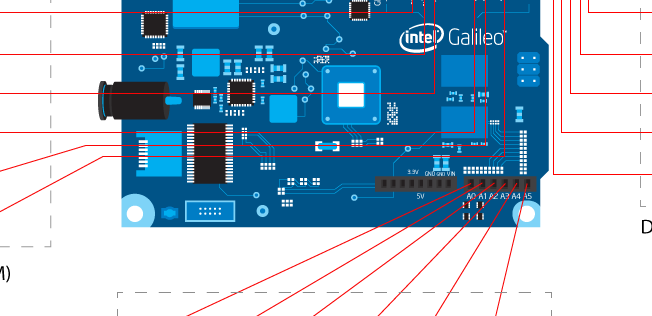 intel Galileo
3.3V GND GND VIN
5V A0 A1 A2 A3 A4 A5
D
M)